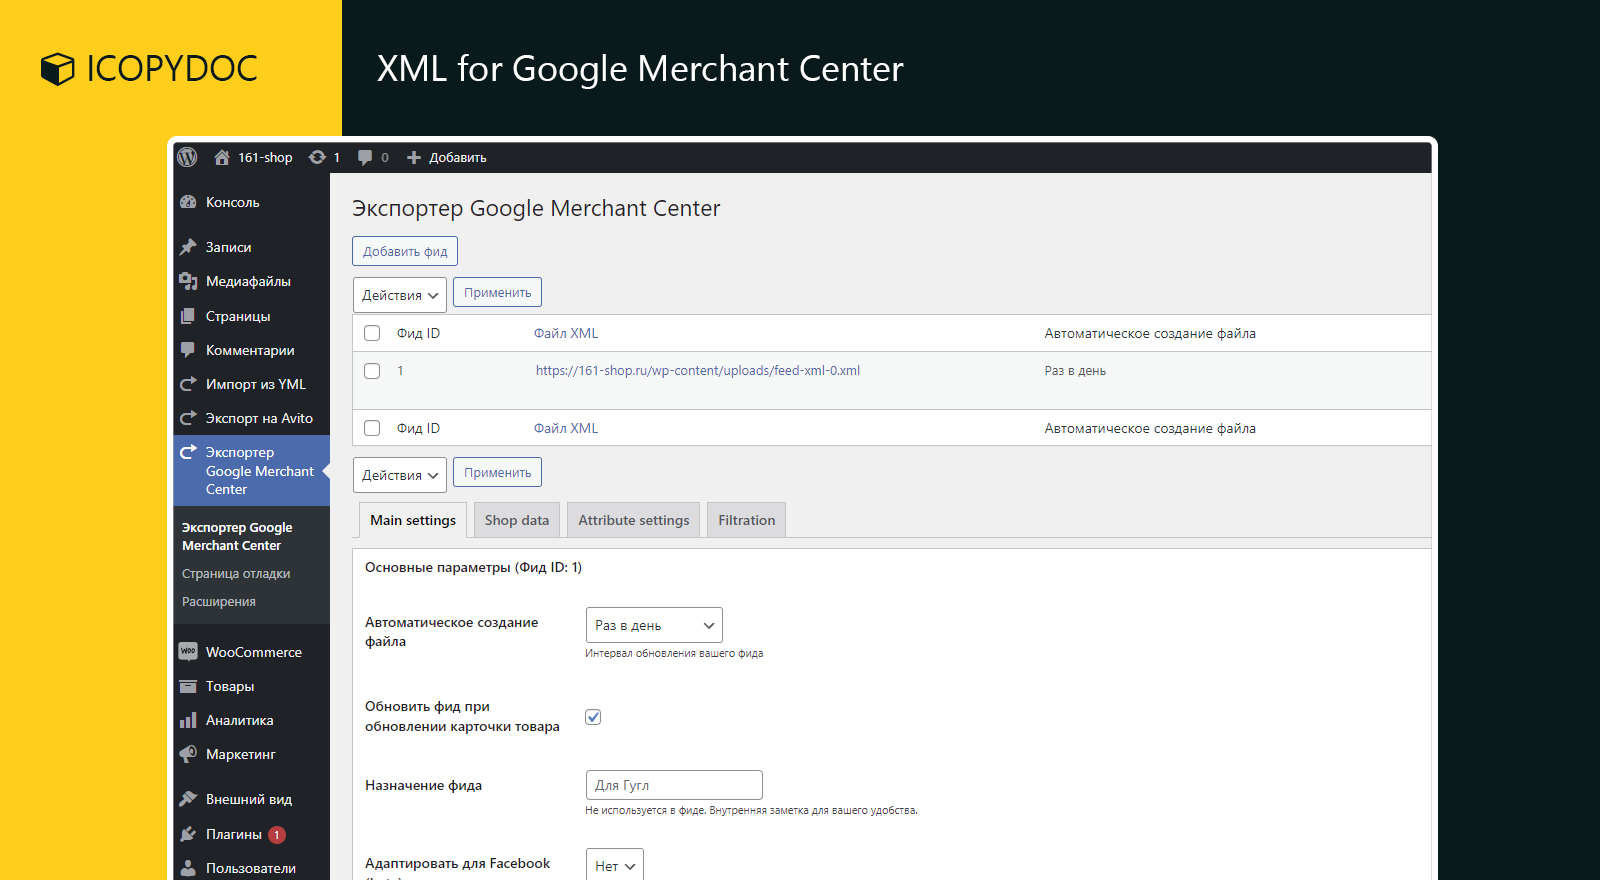 ICOPYDOC
XML for Google Merchant Center
161-shop 1 0 Добавить
Консоль
Записи
Медиафайлы
Страницы
Комментарии
Импорт из YML
Экспорт на Avito
Экспортер
Google Merchant
Center
Экспортер Google
Merchant Center
Страница отладки
Расширения
WooCommerce
Товары
Аналитика
Маркетинг
Внешний вид
Плагины 1
Пользователи
Экспортер Google Merchant Center
Добавить фид
Действия Применить
Фид ID Файл XML Автоматическое создание файла
1 https://161-shop.ru/wp-content/uploads/feed-xml-0.xml Раз в день
Фид ID Файл XML Автоматическое создание файла
Действия Применить
Main settings Shop data Attribute settings Filtration
Основные параметры (Фид ID: 1)
Автоматическое создание
файла
Раз в день
Интервал обновления вашего фида
Обновить фид при
обновлении карточки товара
Назначение фида
Для Гугл
Не используется в фиде. Внутренняя заметка для вашего удобства.
Адаптировать для Facebook
Нет